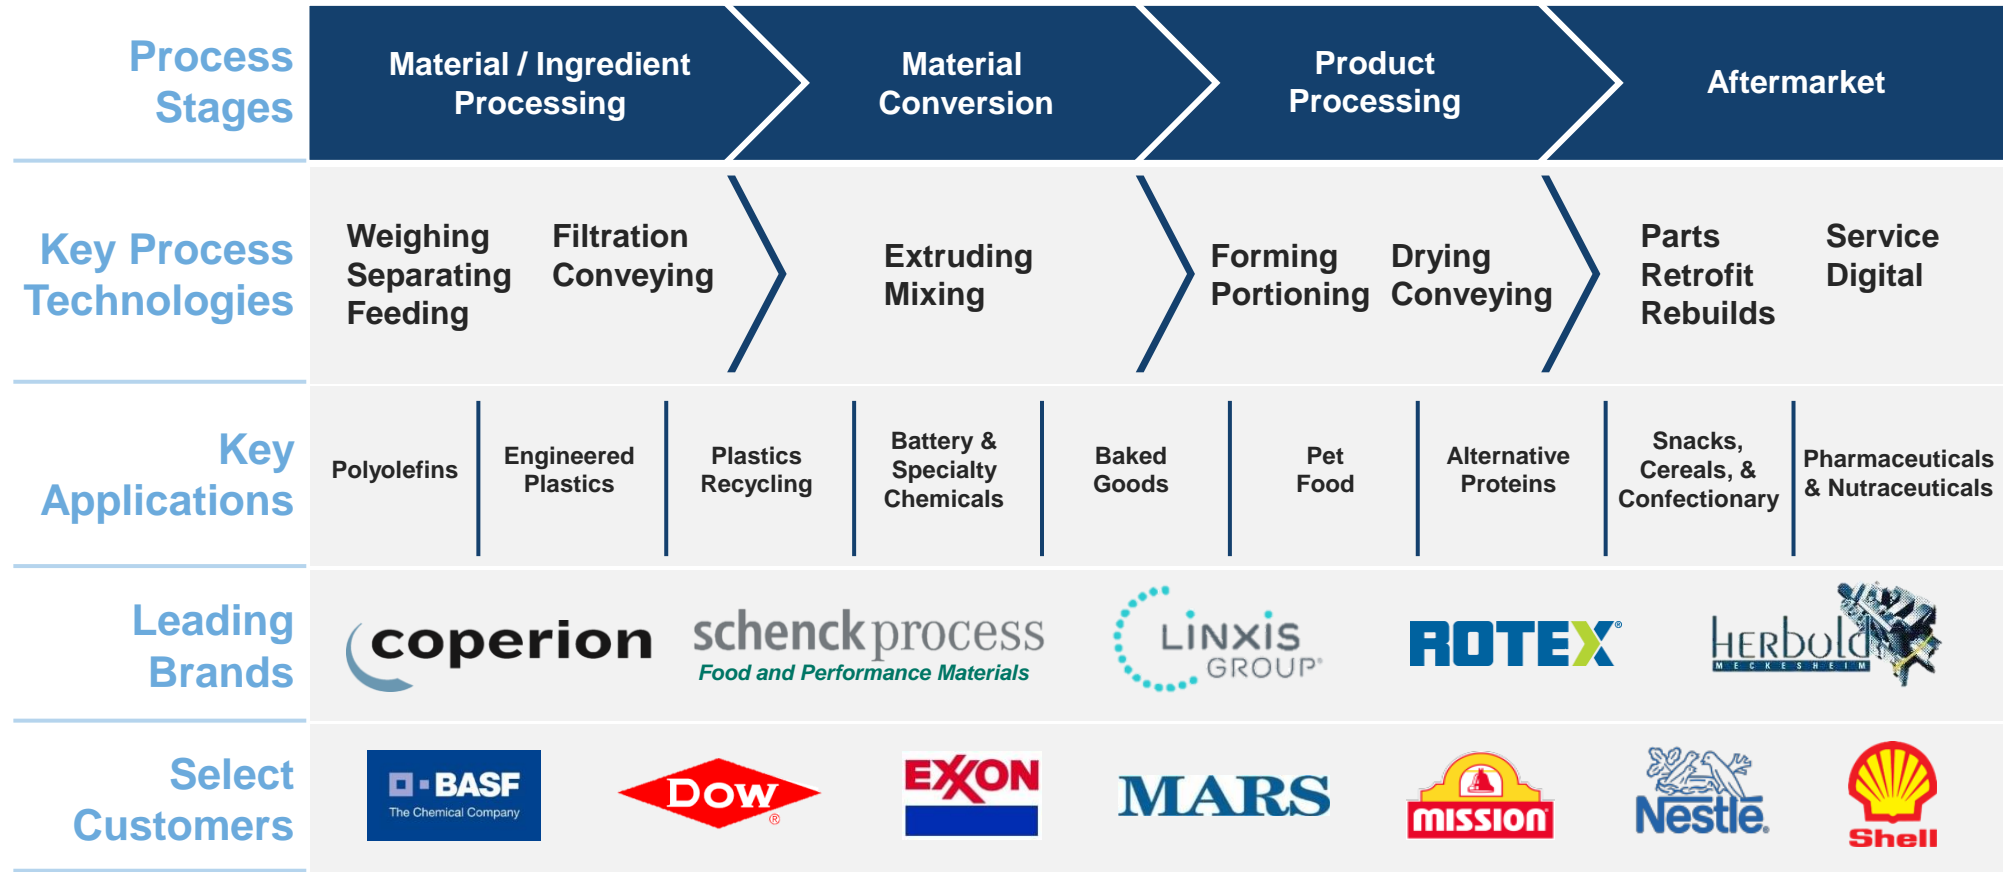 Process
Stages
Material / Ingredient
Processing
Material
Conversion
Product
Processing
Aftermarket
Key Process
Technologies
Weighing
Separating
Feeding
Filtration
Conveying
Extruding
Mixing
Forming
Portioning
Drying
Conveying
Parts
Retrofit
Rebuilds
Service
Digital
Key
Applications
Polyolefins
Engineered
Plastics
Plastics
Recycling
Battery &
Specialty
Chemicals
Baked
Goods
Pet
Food
Alternative
Proteins
Snacks,
Cereals, &
Confectionary
Pharmaceuticals
& Nutraceuticals
Leading
Brands
coperion
schenck process
Food and Performance Materials
LINXIS
GROUP
ROTEX®
HERBOLD
MECKESHEIM
Select
Customers
BASF
The Chemical Company
DOW
®
EXXON
MARS
MISSION
Nestlé®
Shell